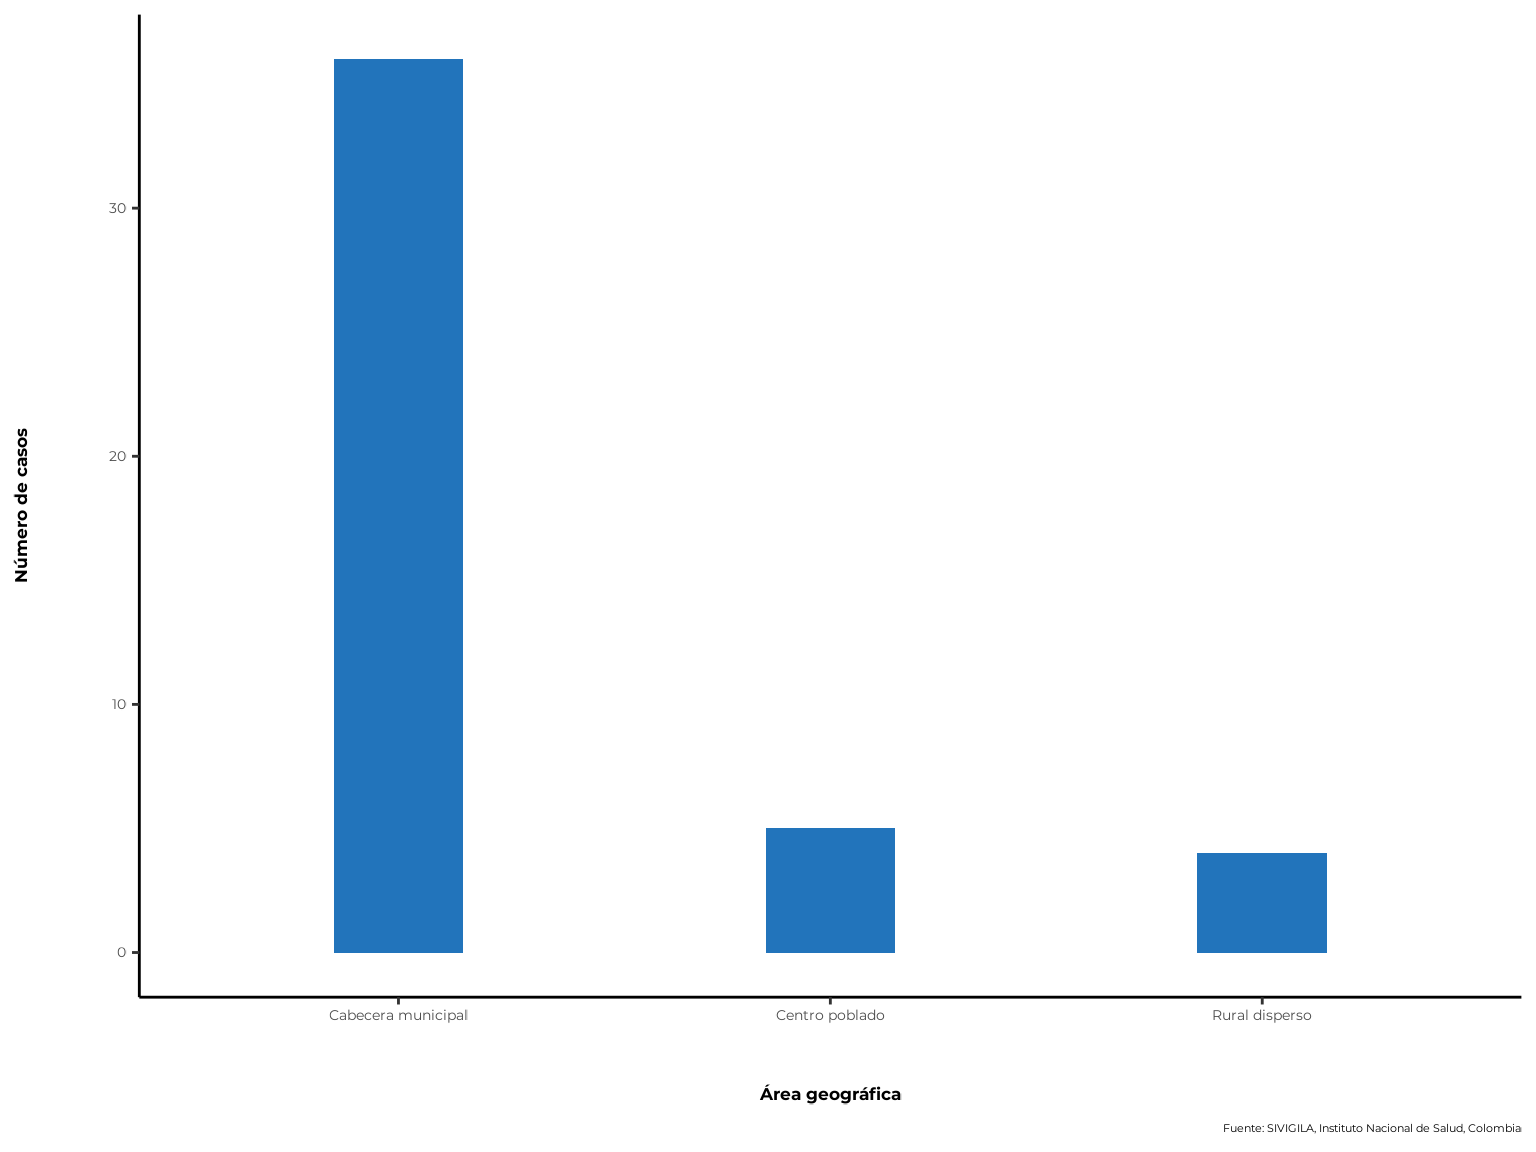 Número de casos
30
20
10
0
Cabecera municipal
Centro poblado
Rural disperso
Área geográfica
Fuente: SIVIGILA, Instituto Nacional de Salud, Colombia